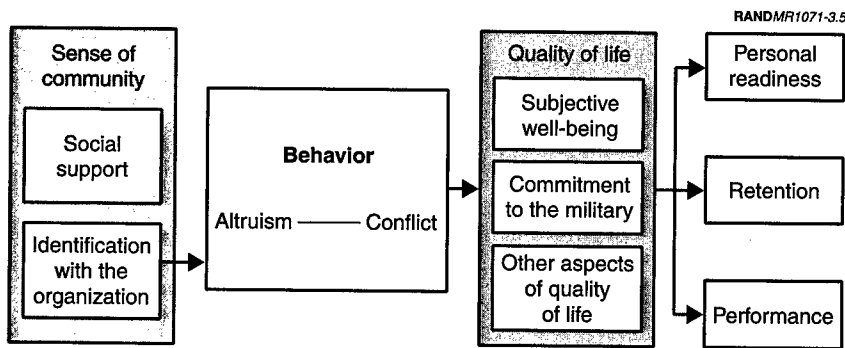 RANDMR1071-3.5
Sense of
community
Social
support
Identification
with the
organization
Behavior
Altruism Conflict
Quality of life
Subjective
well-being
Commitment
to the military
Other aspects
of quality
of life
Personal
readiness
Retention
Performance